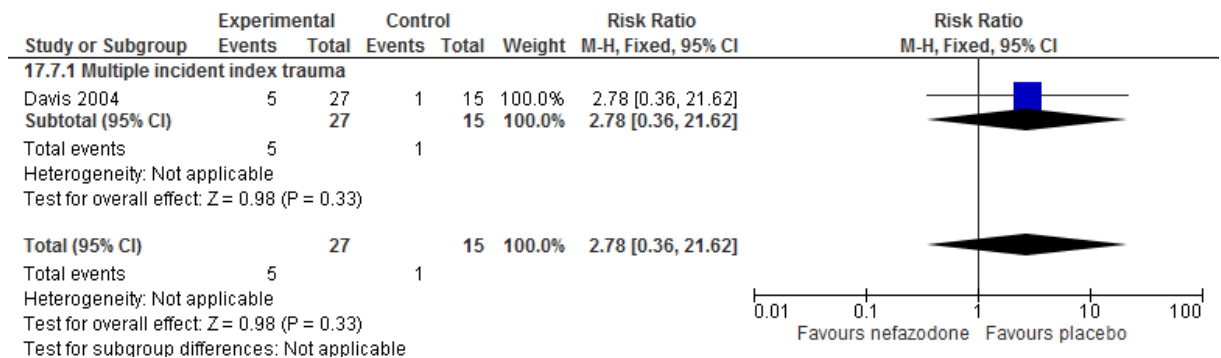 Experimental Control Risk Ratio Risk Ratio
Study or Subgroup Events Total Events Total Weight M-H, Fixed, 95% CI M-H, Fixed, 95% CI
17.7.1 Multiple incident index trauma
Davis 2004 5 27 1 15 100.0% 2.78 [0.36, 21.62]
Subtotal (95% CI) 27 15 100.0% 2.78 [0.36, 21.62]
Total events 5 1
Heterogeneity: Not applicable
Test for overall effect: Z = 0.98 (P = 0.33)
Total (95% CI) 27 15 100.0% 2.78 [0.36, 21.62]
Total events 5 1
Heterogeneity: Not applicable
Test for overall effect: Z = 0.98 (P = 0.33)
Test for subgroup differences: Not applicable
0.01 0.1 1 10 100
Favours nefazodone Favours placebo